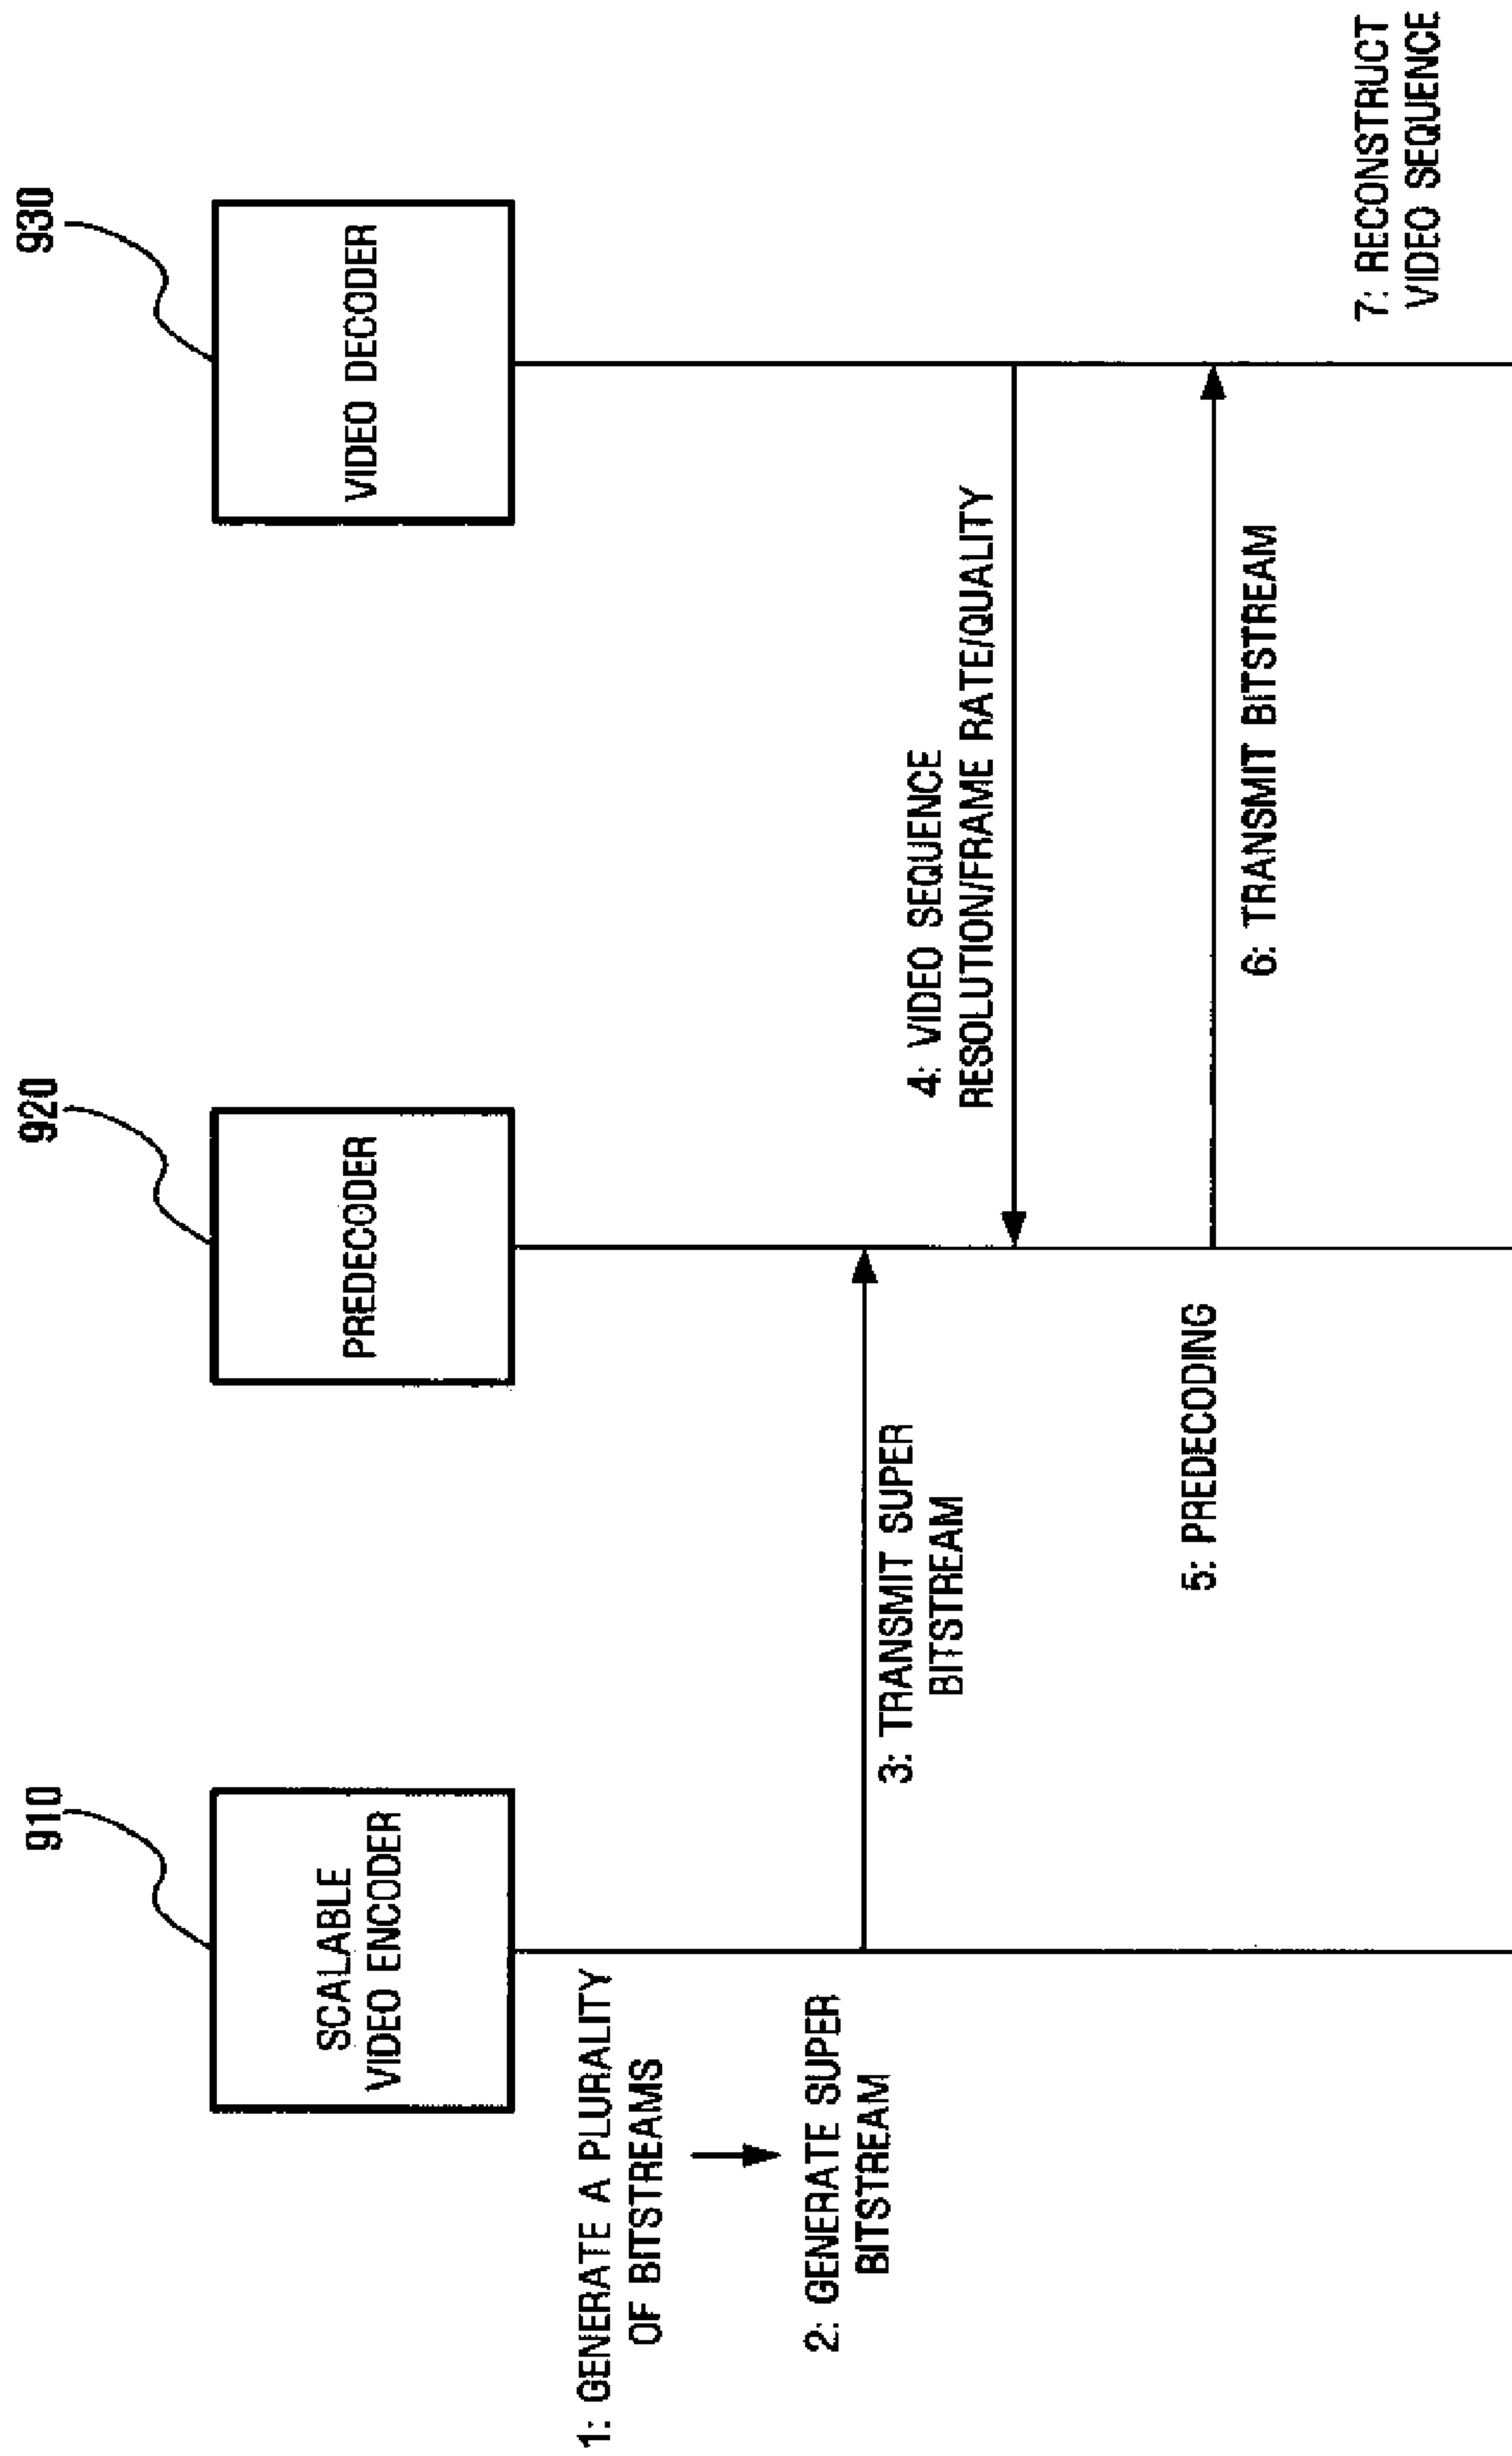 910
920
930
SCALABLE
VIDEO ENCODER
PREDECODER
VIDEO DECODER
1: GENERATE A PLURALITY
OF BITSTREAMS
2: GENERATE SUPER
BITSTREAM
3: TRANSMIT SUPER
BITSTREAM
4: VIDEO SEQUENCE
RESOLUTION/FRAME RATE/QUALITY
5: PREDECODING
6: TRANSMIT BITSTREAM
7: RECONSTRUCT
VIDEO SEQUENCE